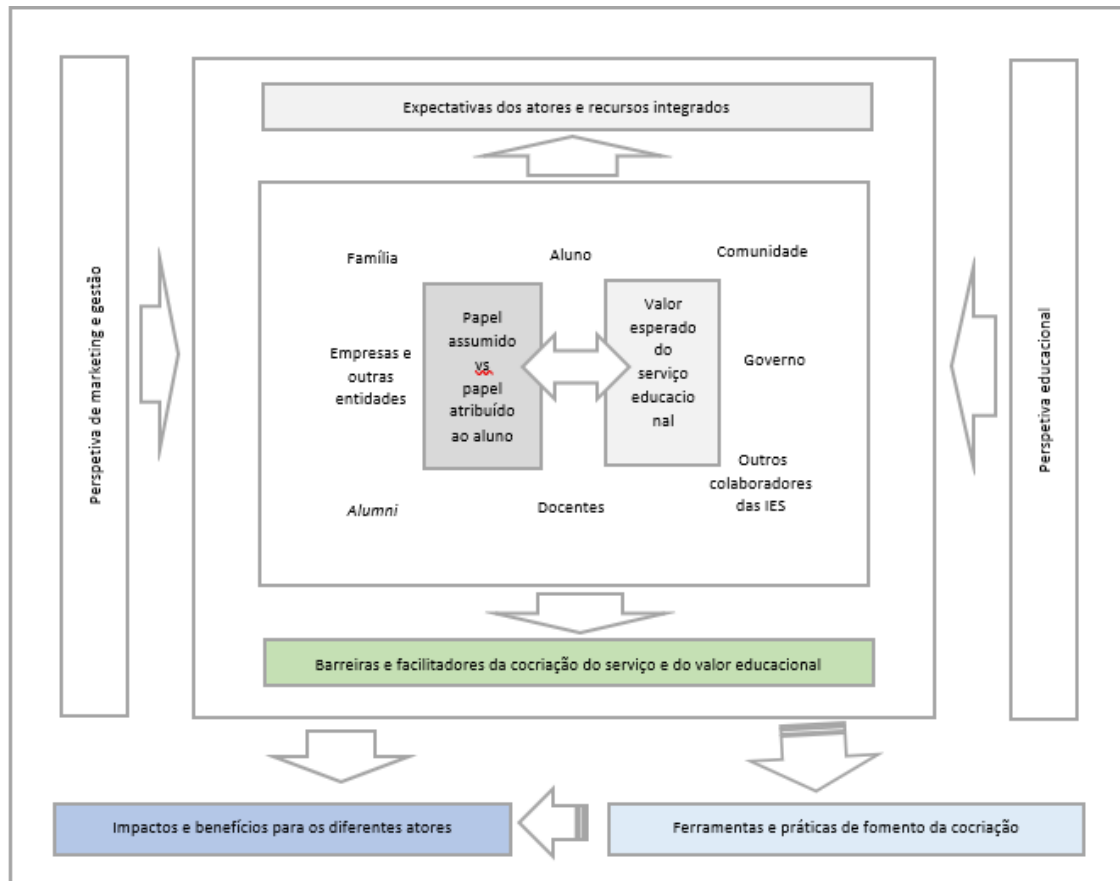 Expectativas dos atores e recursos integrados
Perspetiva de marketing e gestão
Família
Aluno
Comunidade
Empresas e
outras
entidades
Papel
assumido
vs
papel
atribuído
ao aluno
Valor
esperado
do
serviço
educacio
nal
Governo
Outros
colaboradores
das IES
Alumni
Docentes
Perspetiva educacional
Barreiras e facilitadores da cocriação do serviço e do valor educacional
Impactos e benefícios para os diferentes atores
Ferramentas e práticas de fomento da cocriação